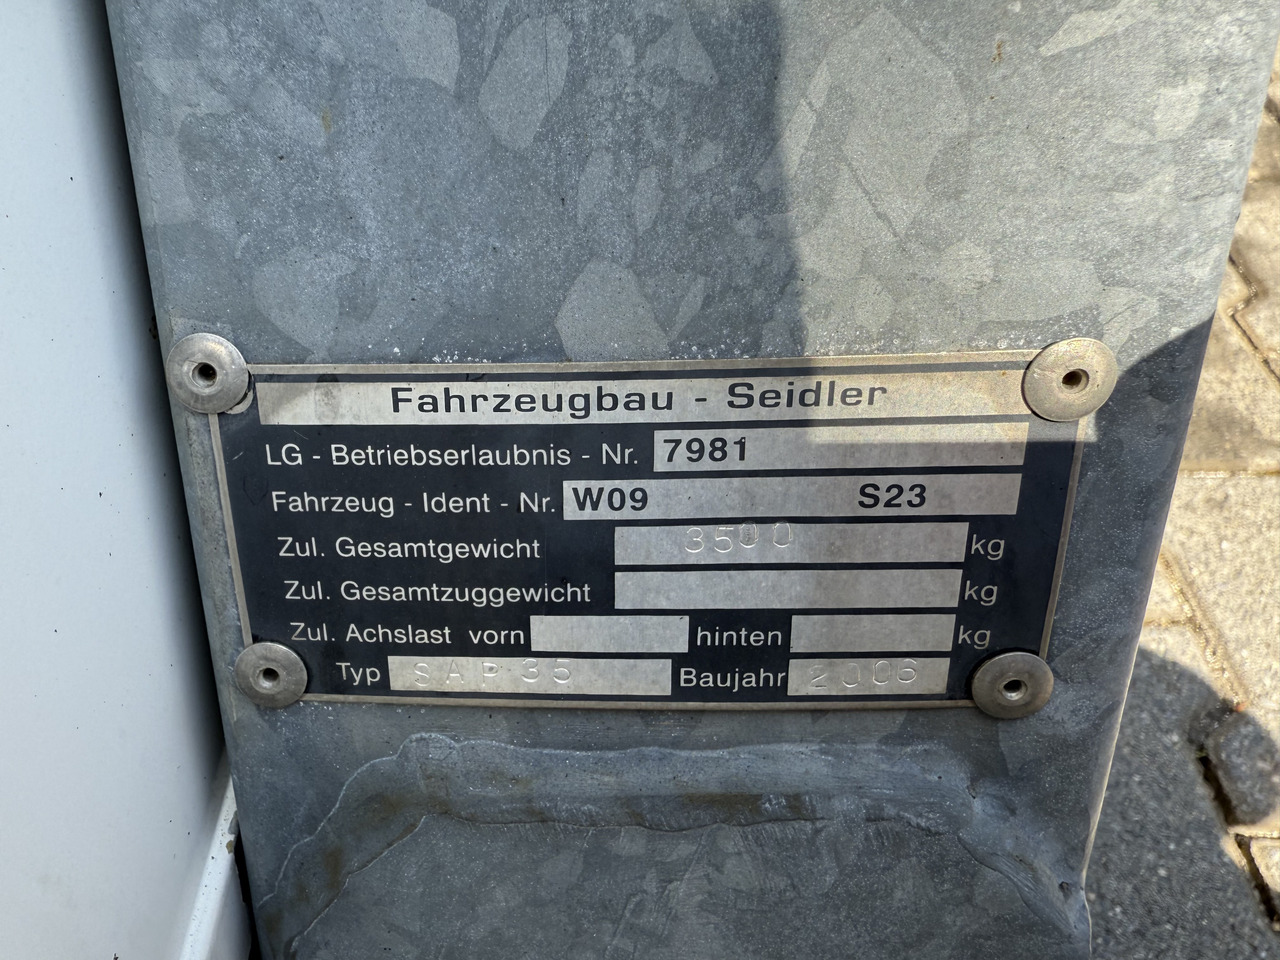 Fahrzeugbau - Seidler
LG - Betriebserlaubnis - Nr. 7981
Fahrzeug - Ident - Nr. W09 S23
Zul. Gesamtgewicht 3500 kg
Zul. Gesamtzuggewicht kg
Zul. Achslast vorn hinten kg
Typ SAP 35 Baujahr 2006